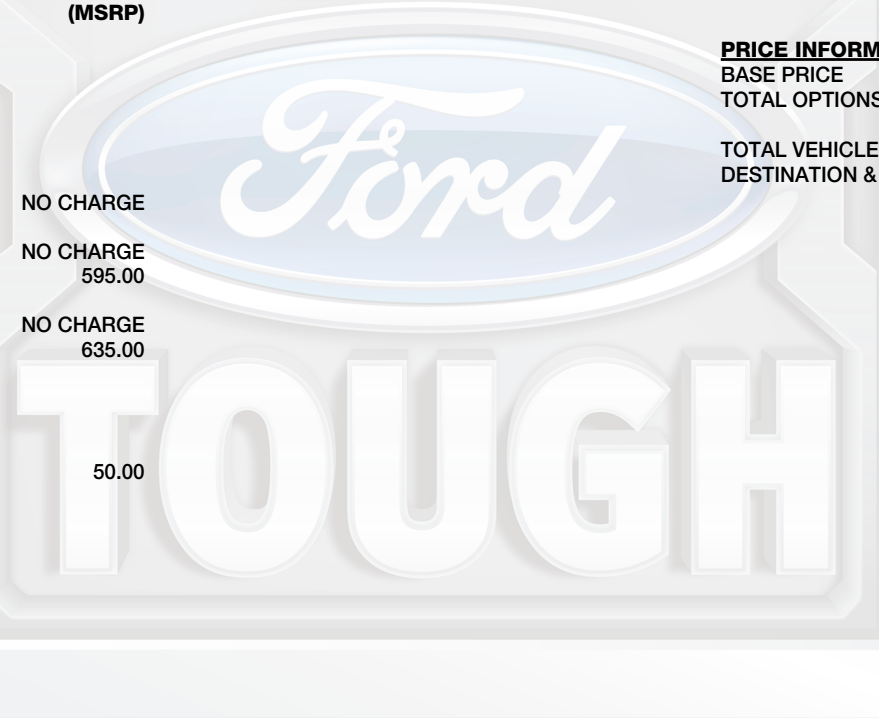 (MSRP)
NO CHARGE
NO CHARGE
595.00
NO CHARGE
635.00
50.00
PRICE INFORM
BASE PRICE
TOTAL OPTIONS
TOTAL VEHICLE
DESTINATION &
Ford
TOUGH